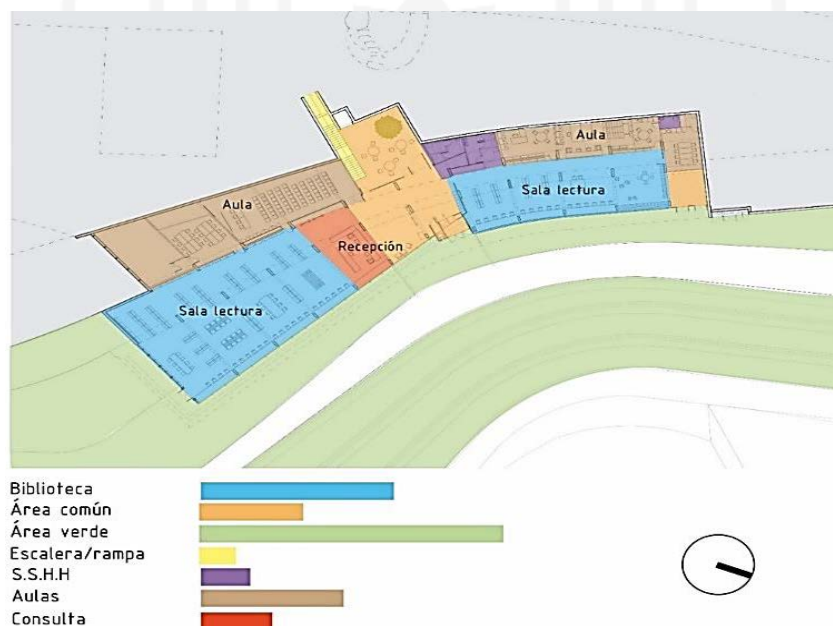 Aula
Aula
Sala lectura
Recepción
Sala lectura
Biblioteca
Área común
Área verde
Escalera/rampa
S.S.H.H
Aulas
Consulta